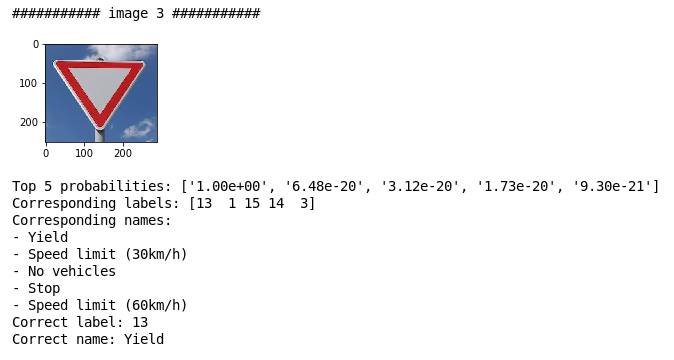 ########### image 3 ###########
0
100
200
0 100 200
Top 5 probabilities: ['1.00e+00', '6.48e-20', '3.12e-20', '1.73e-20', '9.30e-21']
Corresponding labels: [13  1 15 14  3]
Corresponding names:
- Yield
- Speed limit (30km/h)
- No vehicles
- Stop
- Speed limit (60km/h)
Correct label: 13
Correct name: Yield